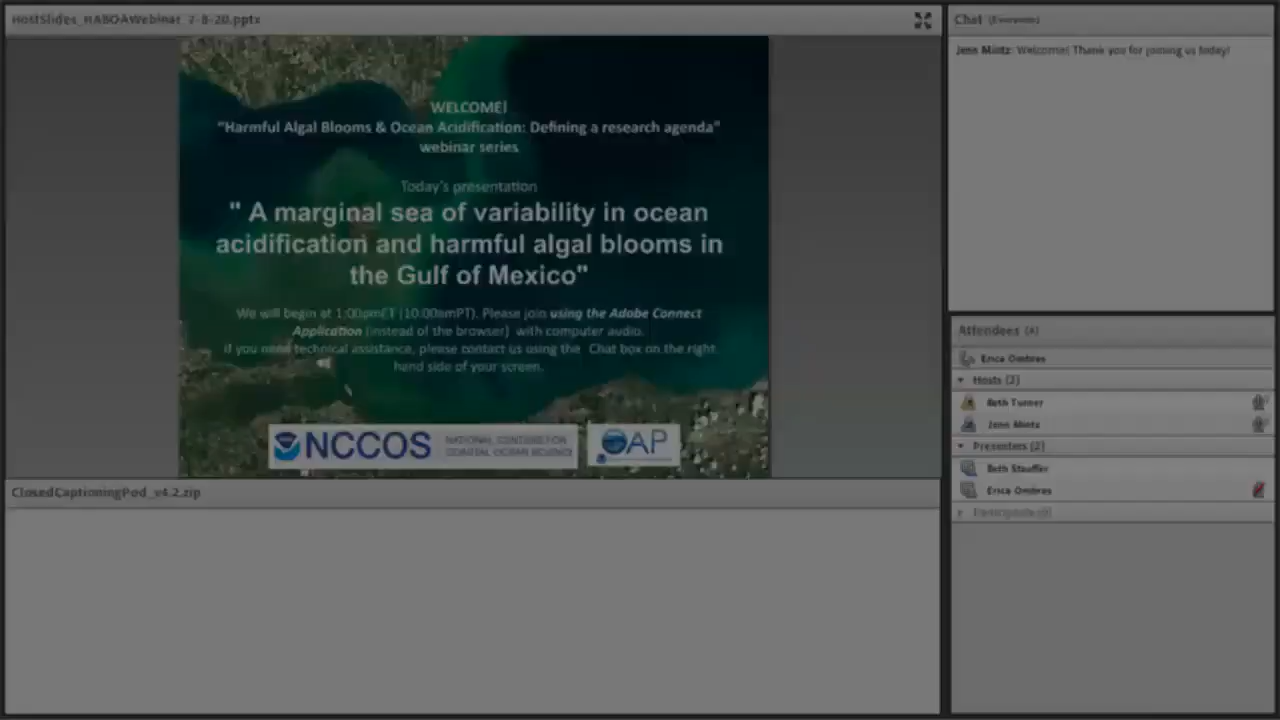 HostSlides_HABOAWebinar_7-8-20.pptx
WELCOME!
"Harmful Algal Blooms & Ocean Acidification: Defining a research agenda"
webinar series
Today's presentation
" A marginal sea of variability in ocean
acidification and harmful algal blooms in
the Gulf of Mexico"
We will begin at 1:00pmET (10:00amPT). Please join using the Adobe Connect
Application (instead of the browser) with computer audio.
If you need technical assistance, please contact us using the Chat box on the right
hand side of your screen.
NCCOS
NATIONAL CENTERS FOR
COASTAL OCEAN SCIENCE
OAP
ClosedCaptioningPod_v4.2.zip
Chat (Everyone)
Jenn Mintz: Welcome! Thank you for joining us today!
Attendees (4)
Erica Ombres
Hosts (2)
Beth Turner
Jenn Mintz
Presenters (2)
Beth Stauffer
Erica Ombres
Participants (0)